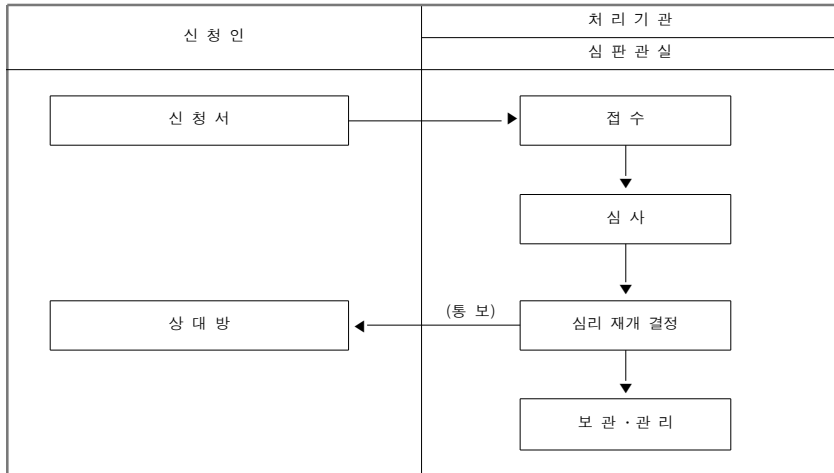 신 청 인
처 리 기 관
심 판 관 실
신 청 서
접 수
심 사
(통 보)
상 대 방
심리 재개 결정
보 관 · 관 리